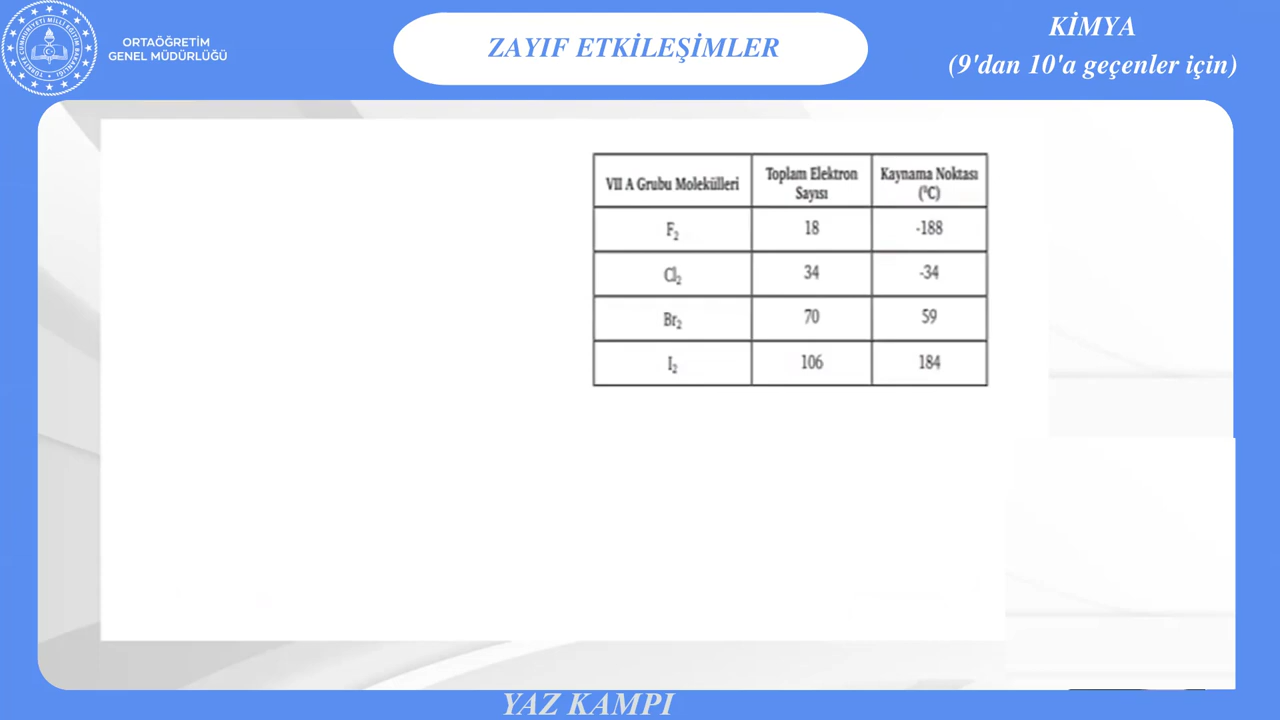 ORTAÖĞRETİM
GENEL MÜDÜRLÜĞÜ
ZAYIF ETKİLEŞİMLER
KİMYA
(9'dan 10'a geçenler için)
VII A Grubu Molekülleri Toplam Elektron Sayısı Kaynama Noktası (°C)
F₂ 18 -188
Cl₂ 34 -34
Br₂ 70 59
I₂ 106 184
YAZ KAMPI